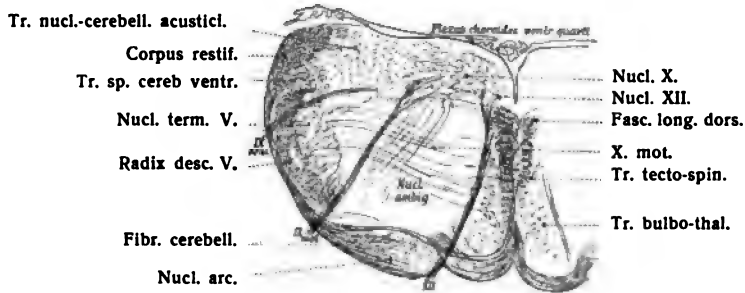 Tr. nucl.-cerebell. acustici.
Corpus restif.
Tr. sp. cereb ventr.
Nucl. term. V.
Radix desc. V.
Fibr. cerebell.
Nucl. arc.
Plexus choroides ventr quarti
Nucl ambig
Nucl. X.
Nucl. XII.
Fasc. long. dors.
X. mot.
Tr. tecto-spin.
Tr. bulbo-thal.